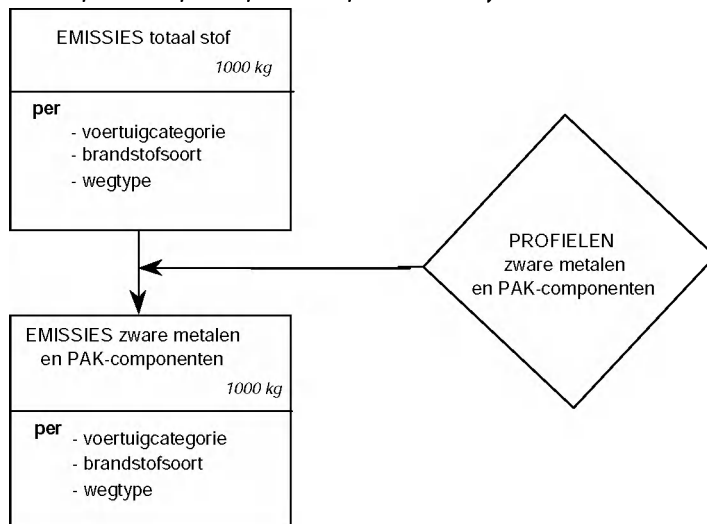 EMISSIES totaal stof
1000 kg
per
- voertuigcategorie
- brandstofsoort
- wegtype
PROFIELEN
zware metalen
en PAK-componenten
EMISSIES zware metalen
en PAK-componenten
1000 kg
per
- voertuigcategorie
- brandstofsoort
- wegtype